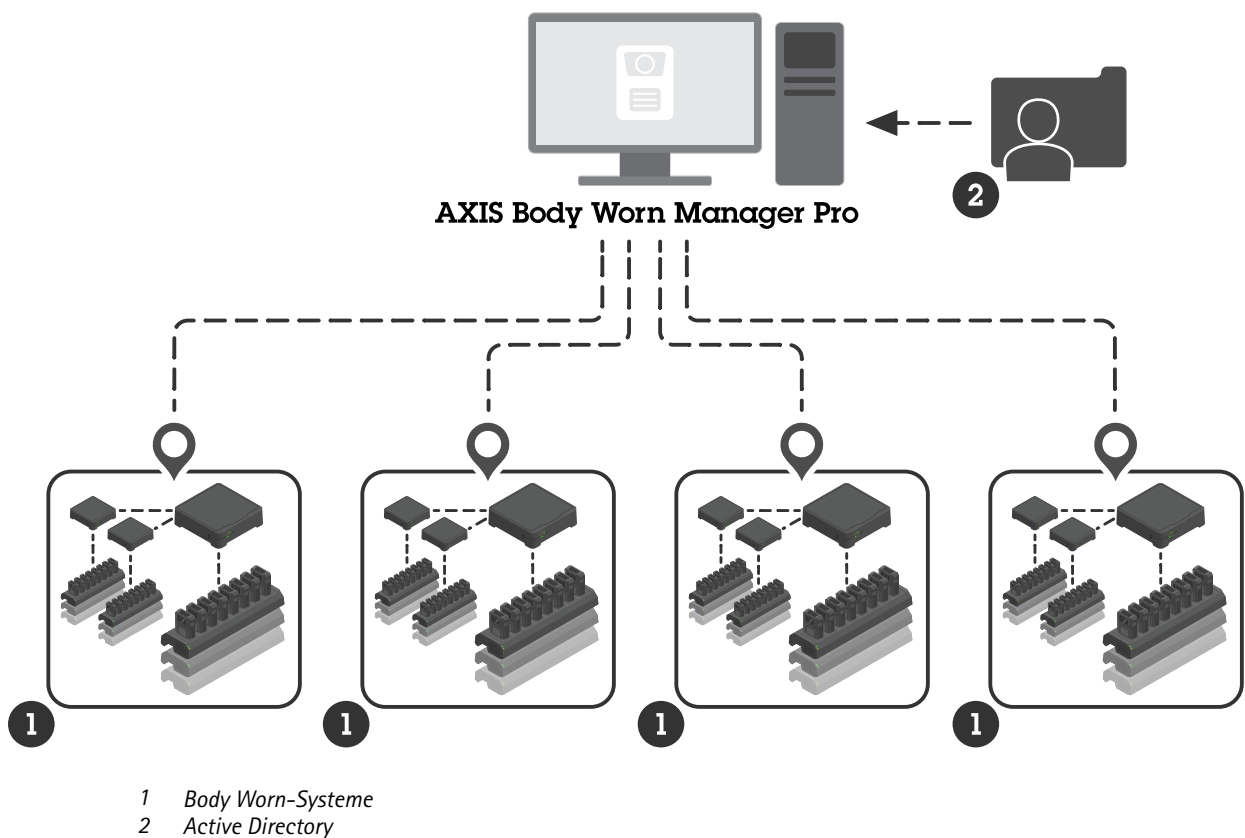 2
AXIS Body Worn Manager Pro
1 1 1 1
1 Body Worn-Systeme
2 Active Directory